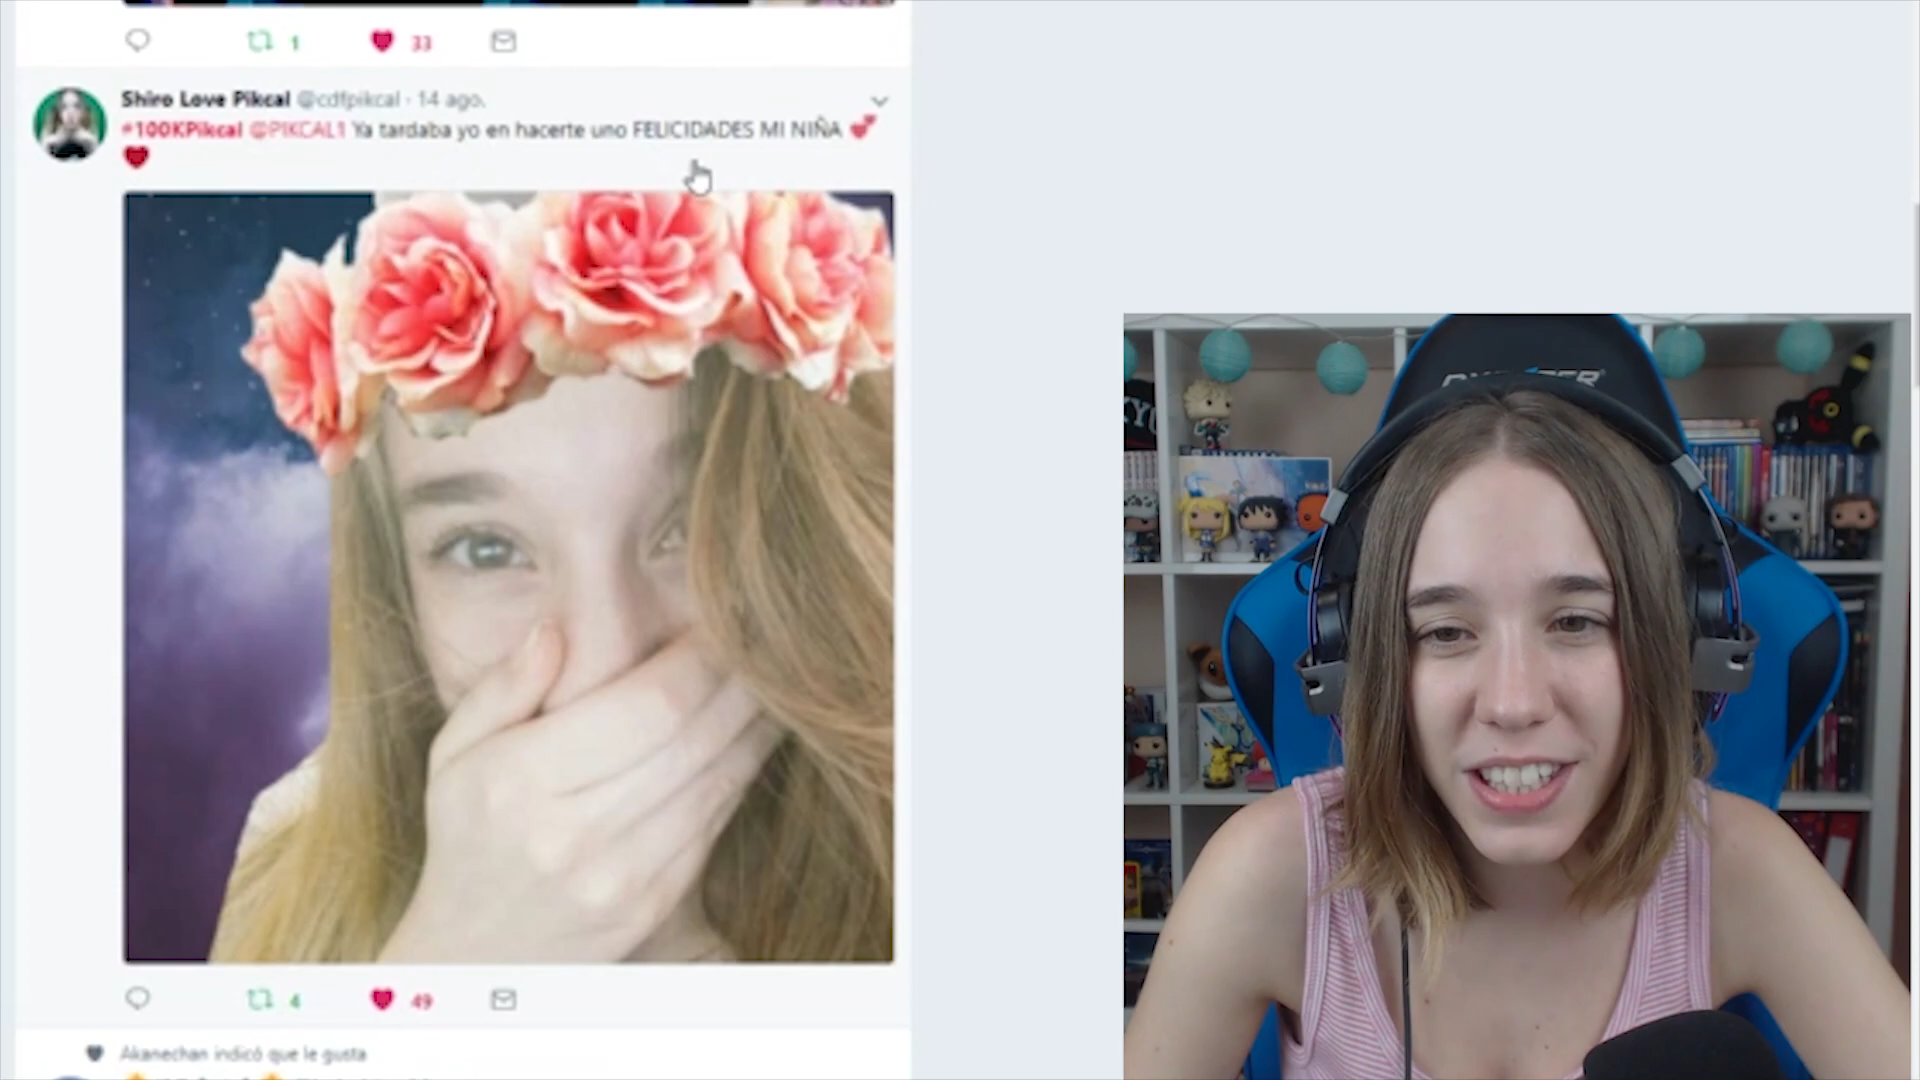 1 33
Shiro Love Pikcal @cdfpikcal · 14 ago.
#100KPikcal @PIKCAL1 Ya tardaba yo en hacerte uno FELICIDADES MI NIÑA
4 49
Akanechan indicó que le gusta